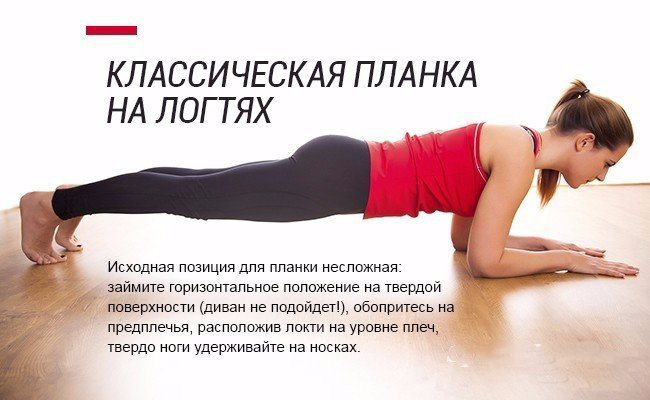 КЛАССИЧЕСКАЯ ПЛАНКА
НА ЛОГТЯХ
Исходная позиция для планки несложная:
займите горизонтальное положение на твердой
поверхности (диван не подойдет!), обопритесь на
предплечья, расположив локти на уровне плеч,
твердо ноги удерживайте на носках.